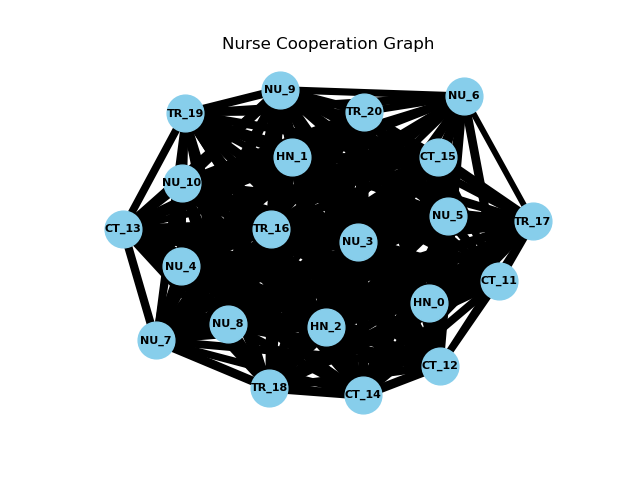 Nurse Cooperation Graph
NU_9
NU_6
TR_19
TR_20
HN_1
CT_15
NU_10
NU_5
TR_17
CT_13
TR_16
NU_3
NU_4
CT_11
HN_0
NU_8
HN_2
NU_7
CT_12
TR_18
CT_14